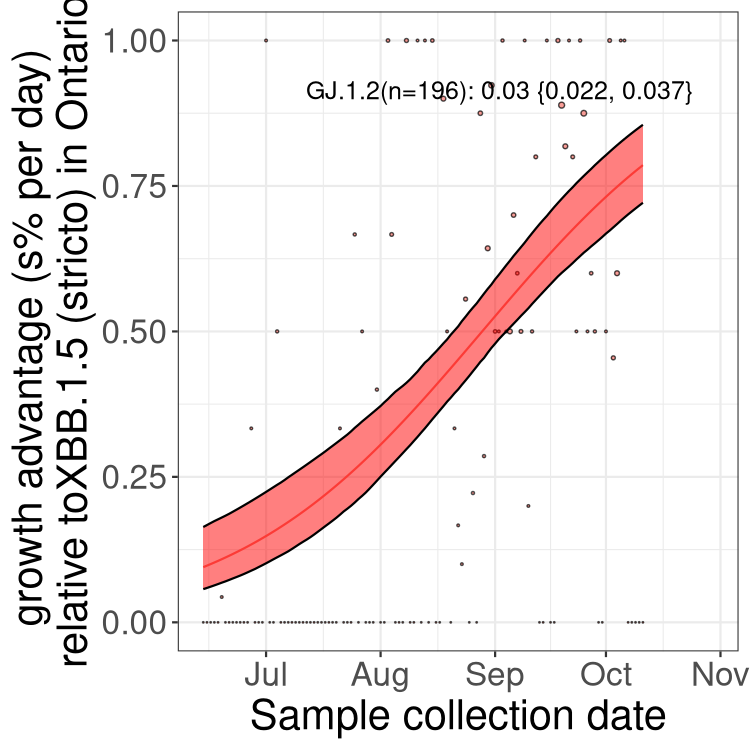 growth advantage (s% per day)
relative toXBB.1.5 (stricto) in Ontario
1.00
0.75
0.50
0.25
0.00
GJ.1.2(n=196): 0.03 {0.022, 0.037}
Jul Aug Sep Oct Nov
Sample collection date